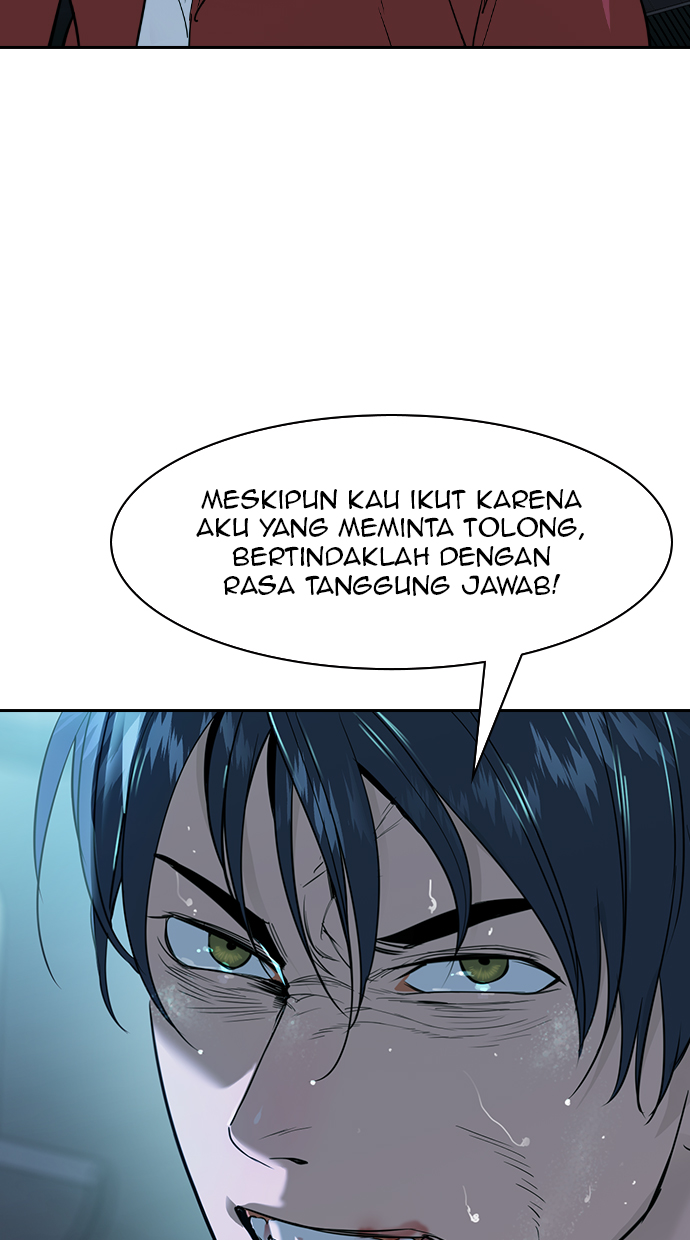 MESKIPUN KAU IKUT KARENA
AKU YANG MEMINTA TOLONG,
BERTINDAKLAH DENGAN
RASA TANGGUNG JAWAB!